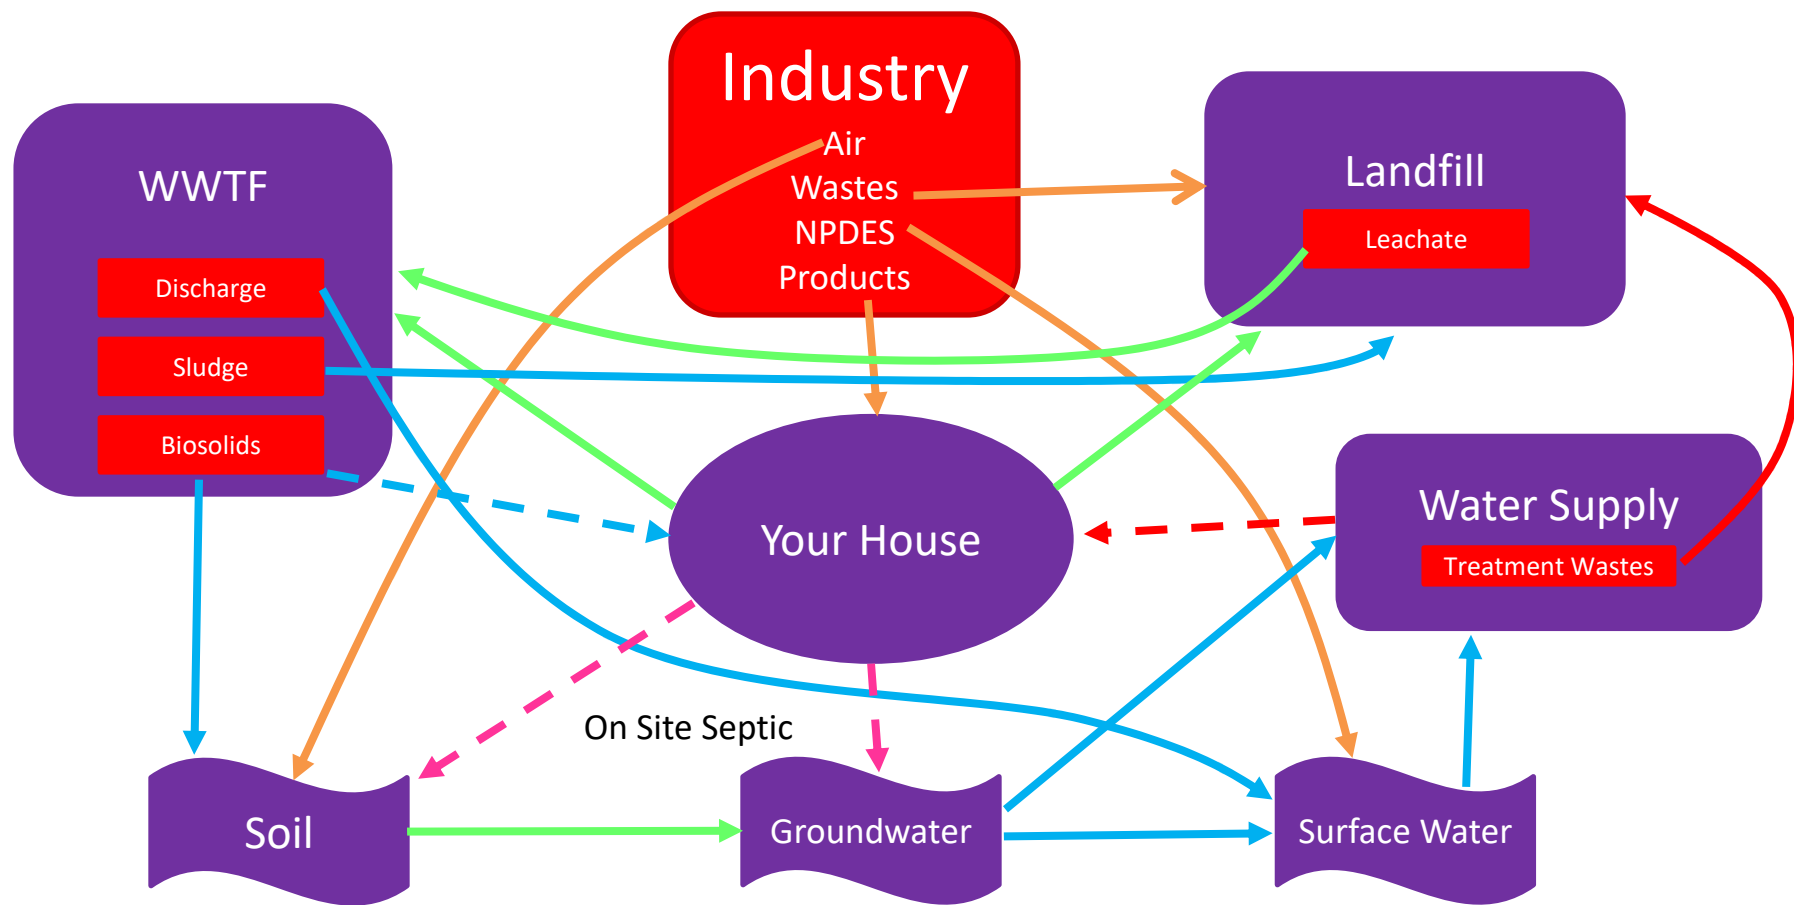 Industry
Air
Wastes
NPDES
Products
WWTF
Discharge
Sludge
Biosolids
Landfill
Leachate
Your House
Water Supply
Treatment Wastes
On Site Septic
Soil
Groundwater
Surface Water